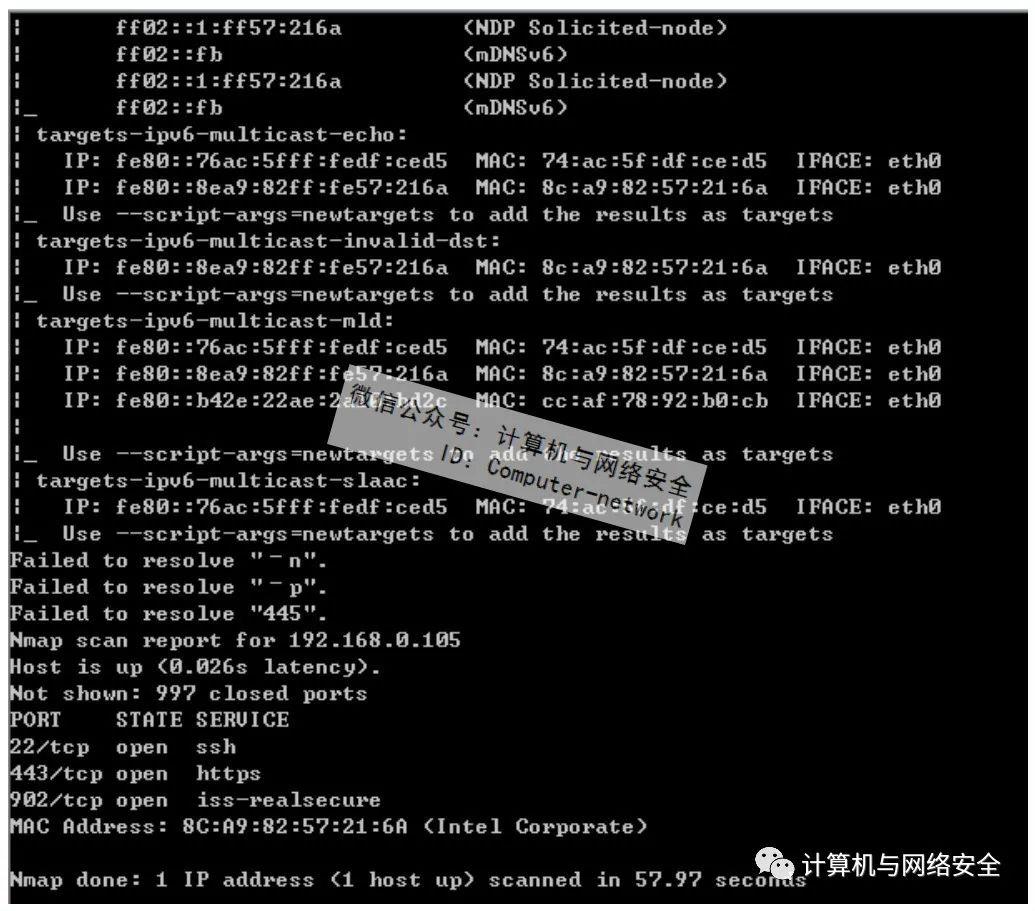 ¦       ff02::1:ff57:216a             (NDP Solicited-node)
¦       ff02::fb                      (mDNSv6)
¦       ff02::1:ff57:216a             (NDP Solicited-node)
¦_      ff02::fb                      (mDNSv6)
¦ targets-ipv6-multicast-echo:
¦   IP: fe80::76ac:5fff:fedf:ced5  MAC: 74:ac:5f:df:ce:d5  IFACE: eth0
¦   IP: fe80::8ea9:82ff:fe57:216a  MAC: 8c:a9:82:57:21:6a  IFACE: eth0
¦_  Use --script-args=newtargets to add the results as targets
¦ targets-ipv6-multicast-invalid-dst:
¦   IP: fe80::8ea9:82ff:fe57:216a  MAC: 8c:a9:82:57:21:6a  IFACE: eth0
¦_  Use --script-args=newtargets to add the results as targets
¦ targets-ipv6-multicast-mld:
¦   IP: fe80::76ac:5fff:fedf:ced5  MAC: 74:ac:5f:df:ce:d5  IFACE: eth0
¦   IP: fe80::8ea9:82ff:fe57:216a  MAC: 8c:a9:82:57:21:6a  IFACE: eth0
¦   IP:  MAC: cc:af:78:92:b0:cb  IFACE: eth0
¦
¦_  Use --script-args=newtargets to add the results as targets
¦ targets-ipv6-multicast-slaac:
¦   IP: fe80::76ac:5fff:fedf:ced5  MAC: 74:ac:5f:df:ce:d5  IFACE: eth0
¦_  Use --script-args=newtargets to add the results as targets
微信公众号：计算机与网络安全
ID：Computer-network
Failed to resolve "–n".
Failed to resolve "–p".
Failed to resolve "445".
Nmap scan report for 192.168.0.105
Host is up (0.026s latency).
Not shown: 997 closed ports
PORT    STATE SERVICE
22/tcp  open  ssh
443/tcp open  https
902/tcp open  iss-realsecure
MAC Address: 8C:A9:82:57:21:6A (Intel Corporate)
Nmap done: 1 IP address (1 host up) scanned in 57.97 seconds
计算机与网络安全